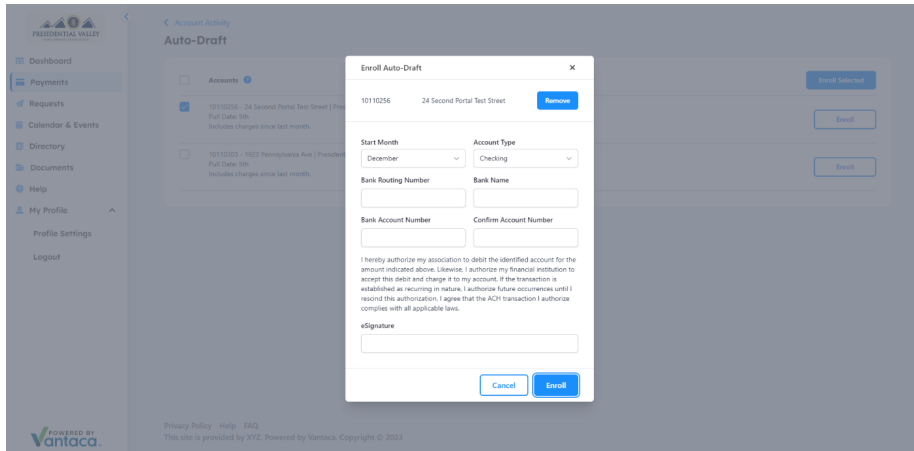 PRESIDENTIAL VALLEY
Dashboard
Payments
Requests
Calendar & Events
Directory
Documents
Help
My Profile
Profile Settings
Logout
POWERED BY
Vantaca
Account Activity
Auto-Draft
Accounts
Enroll Selected
10110256 - 24 Second Portal Test Street | Pres
Pull Date: 5th
Includes charges since last month.
Enroll
10110303 - 1923 Pennsylvania Ave | President
Pull Date: 5th
Includes charges since last month.
Enroll
Enroll Auto-Draft
10110256 24 Second Portal Test Street Remove
Start Month Account Type
December Checking
Bank Routing Number Bank Name
Bank Account Number Confirm Account Number
I hereby authorize my association to debit the identified account for the
amount indicated above. Likewise, I authorize my financial institution to
accept this debit and charge it to my account. If the transaction is
established as recurring in nature, I authorize future occurrences until I
rescind this authorization. I agree that the ACH transaction I authorize
complies with all applicable laws.
eSignature
Cancel Enroll
Privacy Policy Help FAQ
This site is provided by XYZ, Powered by Vantaca. Copyright © 2023